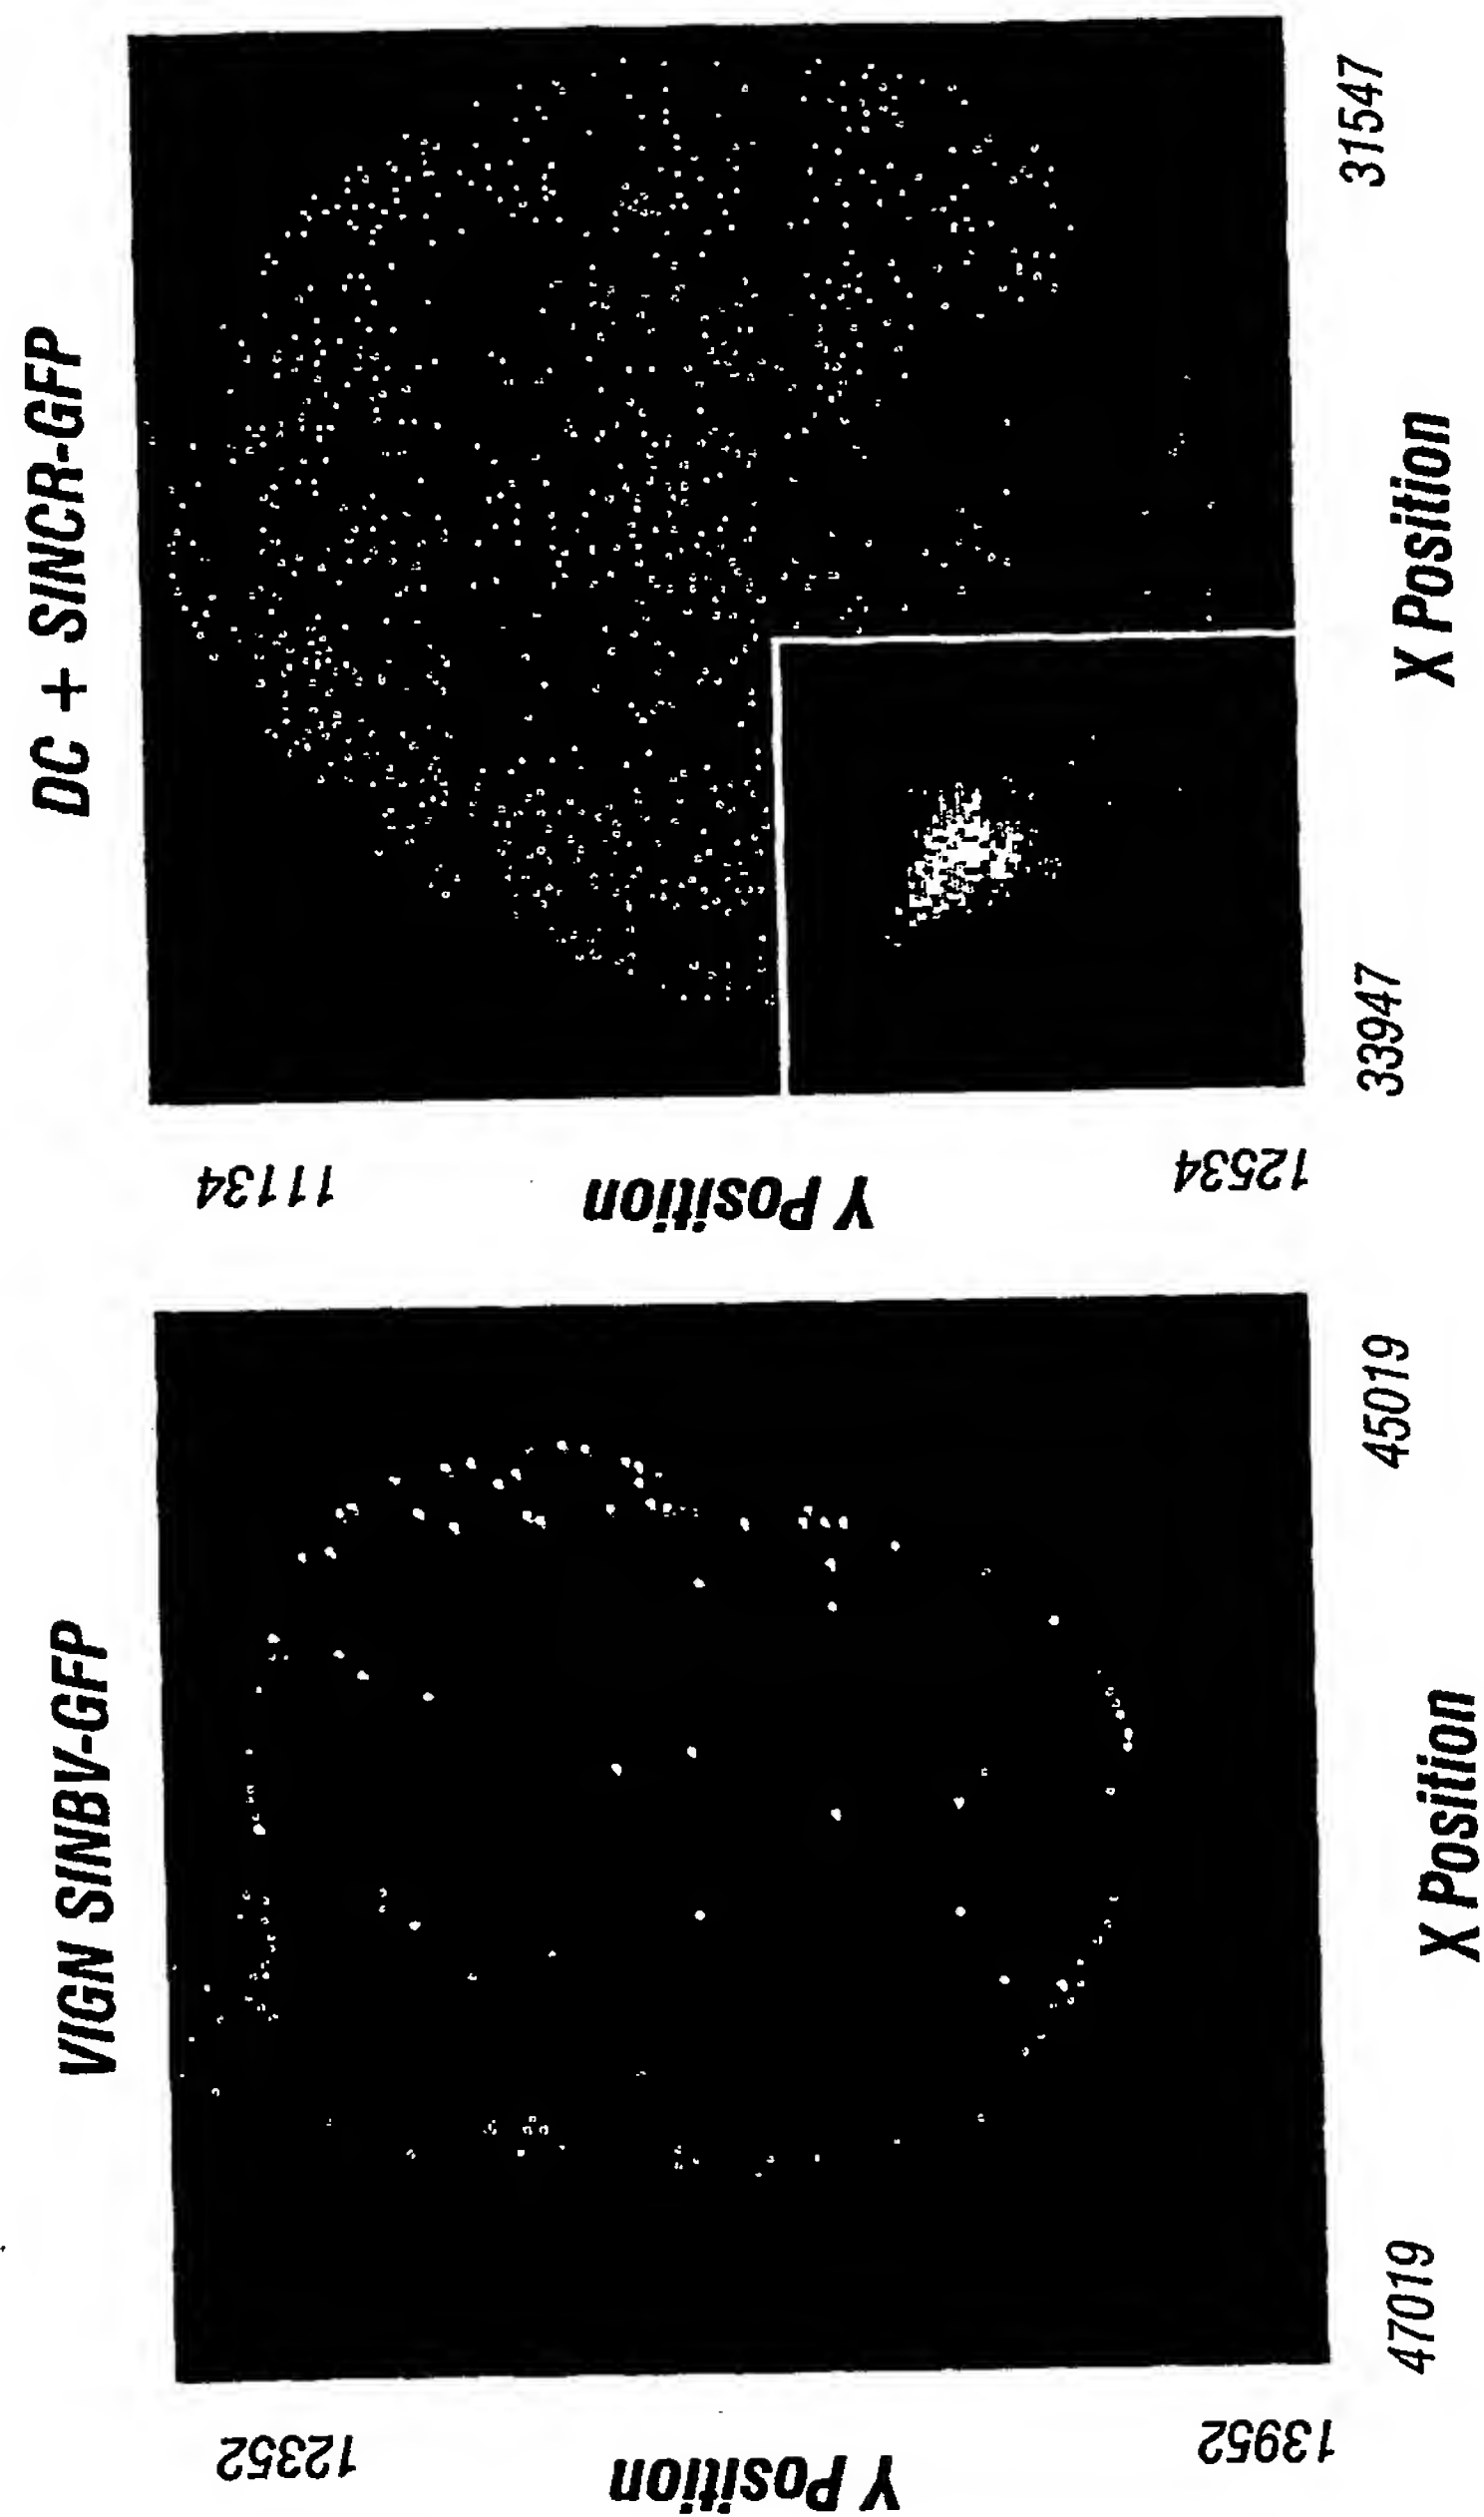 VIGN SINBV-GFP
12352
Y Position
13952
47019
X Position
45019
DC + SINCR-GFP
11134
Y Position
12534
33947
X Position
31547